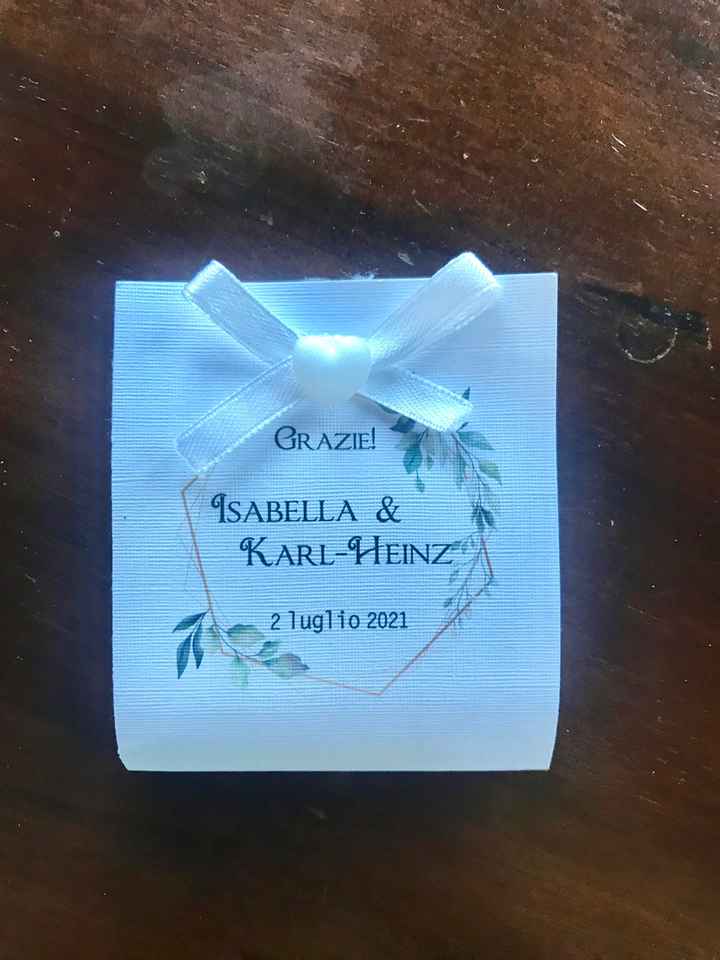 Grazie!
Isabella &
Karl-Heinz
2 luglio 2021